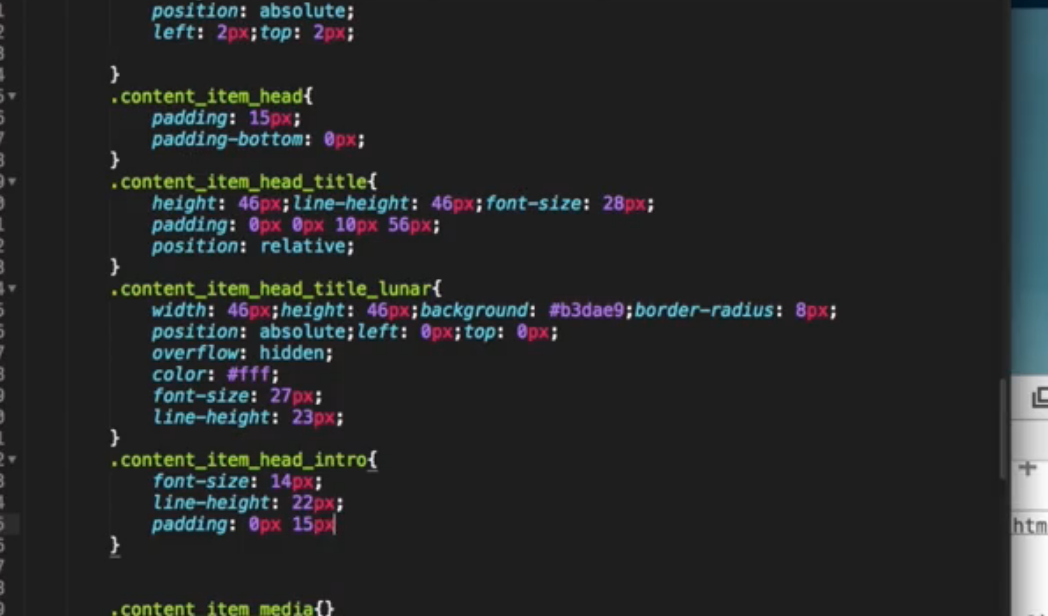 position: absolute;
left: 2px;top: 2px;
}
.content_item_head{
padding: 15px;
padding-bottom: 0px;
}
.content_item_head_title{
height: 46px;line-height: 46px;font-size: 28px;
padding: 0px 0px 10px 56px;
position: relative;
}
.content_item_head_title_lunar{
width: 46px;height: 46px;background: #b3dae9;border-radius: 8px;
position: absolute;left: 0px;top: 0px;
overflow: hidden;
color: #fff;
font-size: 27px;
line-height: 23px;
}
.content_item_head_intro{
font-size: 14px;
line-height: 22px;
padding: 0px 15px
}
.content_item_media{}
htm